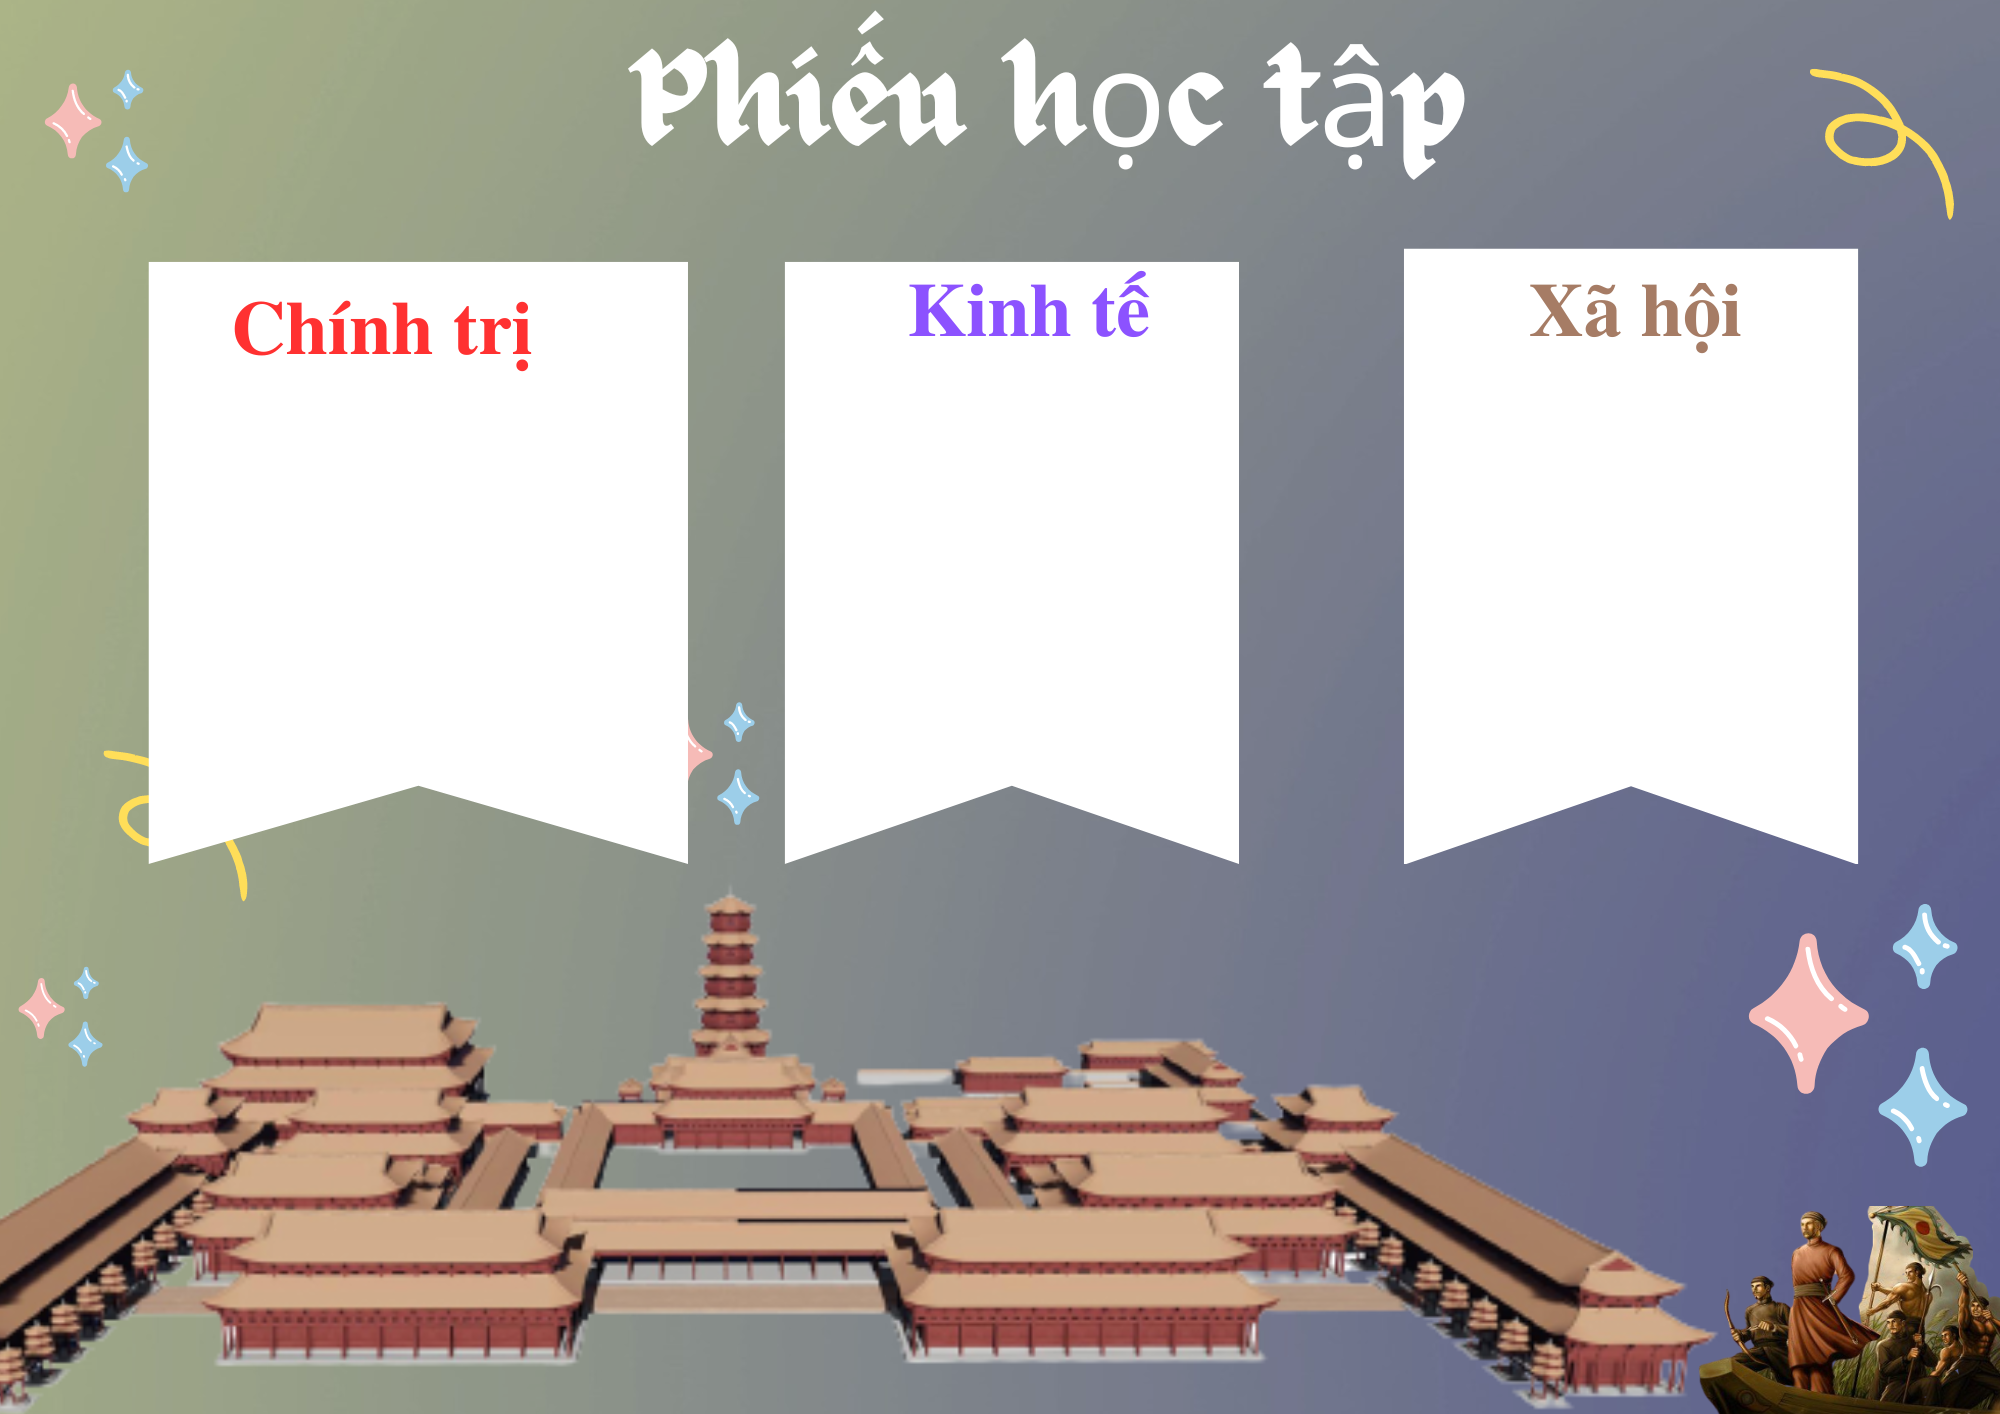 Phiếu học tập
Chính trị
Kinh tế
Xã hội